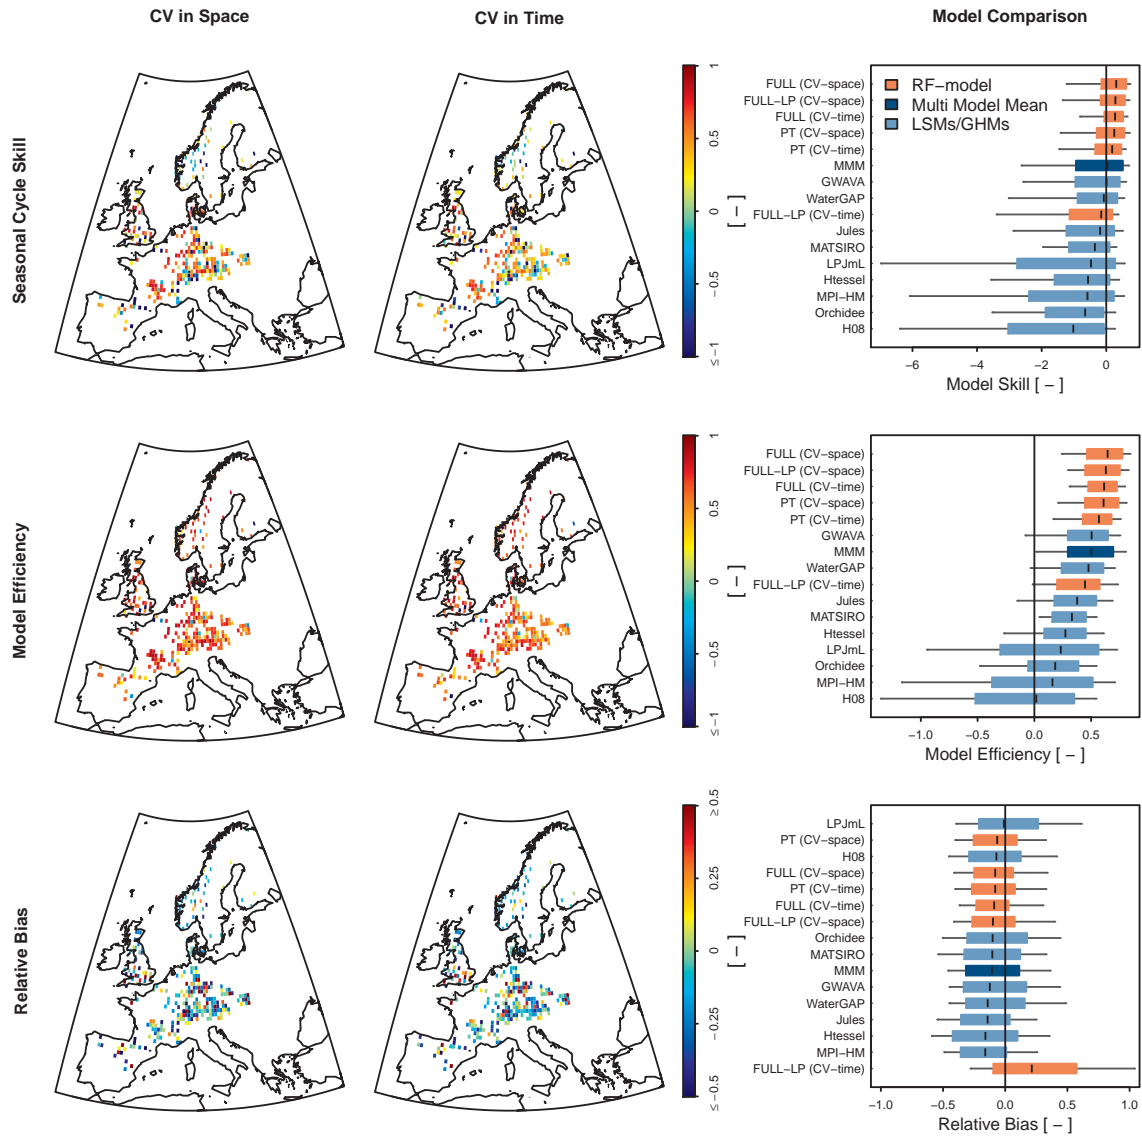 CV in Space
CV in Time
Model Comparison
Seasonal Cycle Skill
1
0.5
0
−0.5
≤−1
[ − ]
FULL (CV−space)
FULL−LP (CV−space)
FULL (CV−time)
PT (CV−space)
PT (CV−time)
MMM
GWAVA
WaterGAP
FULL−LP (CV−time)
Jules
MATSIRO
LPJmL
Htessel
MPI−HM
Orchidee
H08
RF−model
Multi Model Mean
LSMs/GHMs
−6
−4
−2
0
Model Skill [ − ]
Model Efficiency
1
0.5
0
−0.5
≤−1
[ − ]
FULL (CV−space)
FULL−LP (CV−space)
FULL (CV−time)
PT (CV−space)
PT (CV−time)
GWAVA
MMM
WaterGAP
FULL−LP (CV−time)
Jules
MATSIRO
Htessel
LPJmL
Orchidee
MPI−HM
H08
−1.0
−0.5
0.0
0.5
Model Efficiency [ − ]
Relative Bias
≥0.5
0.25
0
−0.25
≤−0.5
[ − ]
LPJmL
PT (CV−space)
H08
FULL (CV−space)
PT (CV−time)
FULL (CV−time)
FULL−LP (CV−space)
Orchidee
MATSIRO
MMM
GWAVA
WaterGAP
Jules
Htessel
MPI−HM
FULL−LP (CV−time)
−1.0
−0.5
0.0
0.5
1.0
Relative Bias [ − ]